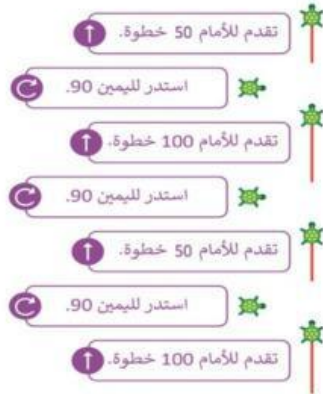 تقدم للأمام 50 خطوة.
استدر لليمين 90.
تقدم للأمام 100 خطوة.
استدر لليمين 90.
تقدم للأمام 50 خطوة.
استدر لليمين 90.
تقدم للأمام 100 خطوة.